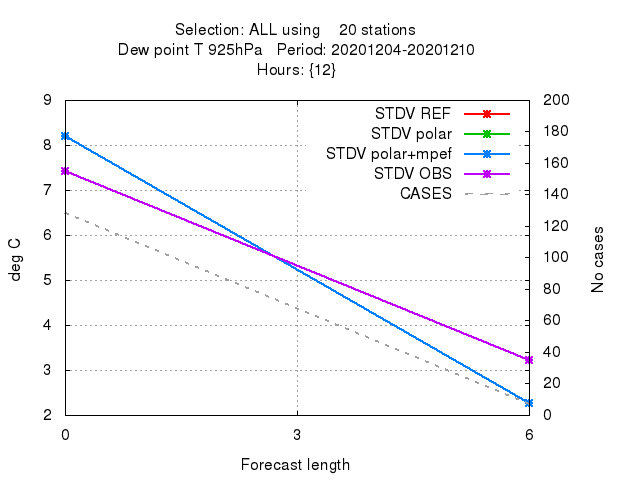 Selection: ALL using    20 stations
Dew point T 925hPa   Period: 20201204-20201210
Hours: {12}
STDV REF
STDV polar
STDV polar+mpef
STDV OBS
CASES
9
8
7
6
5
4
3
2
deg C
200
180
160
140
120
100
80
60
40
20
0
No cases
0 3 6
Forecast length